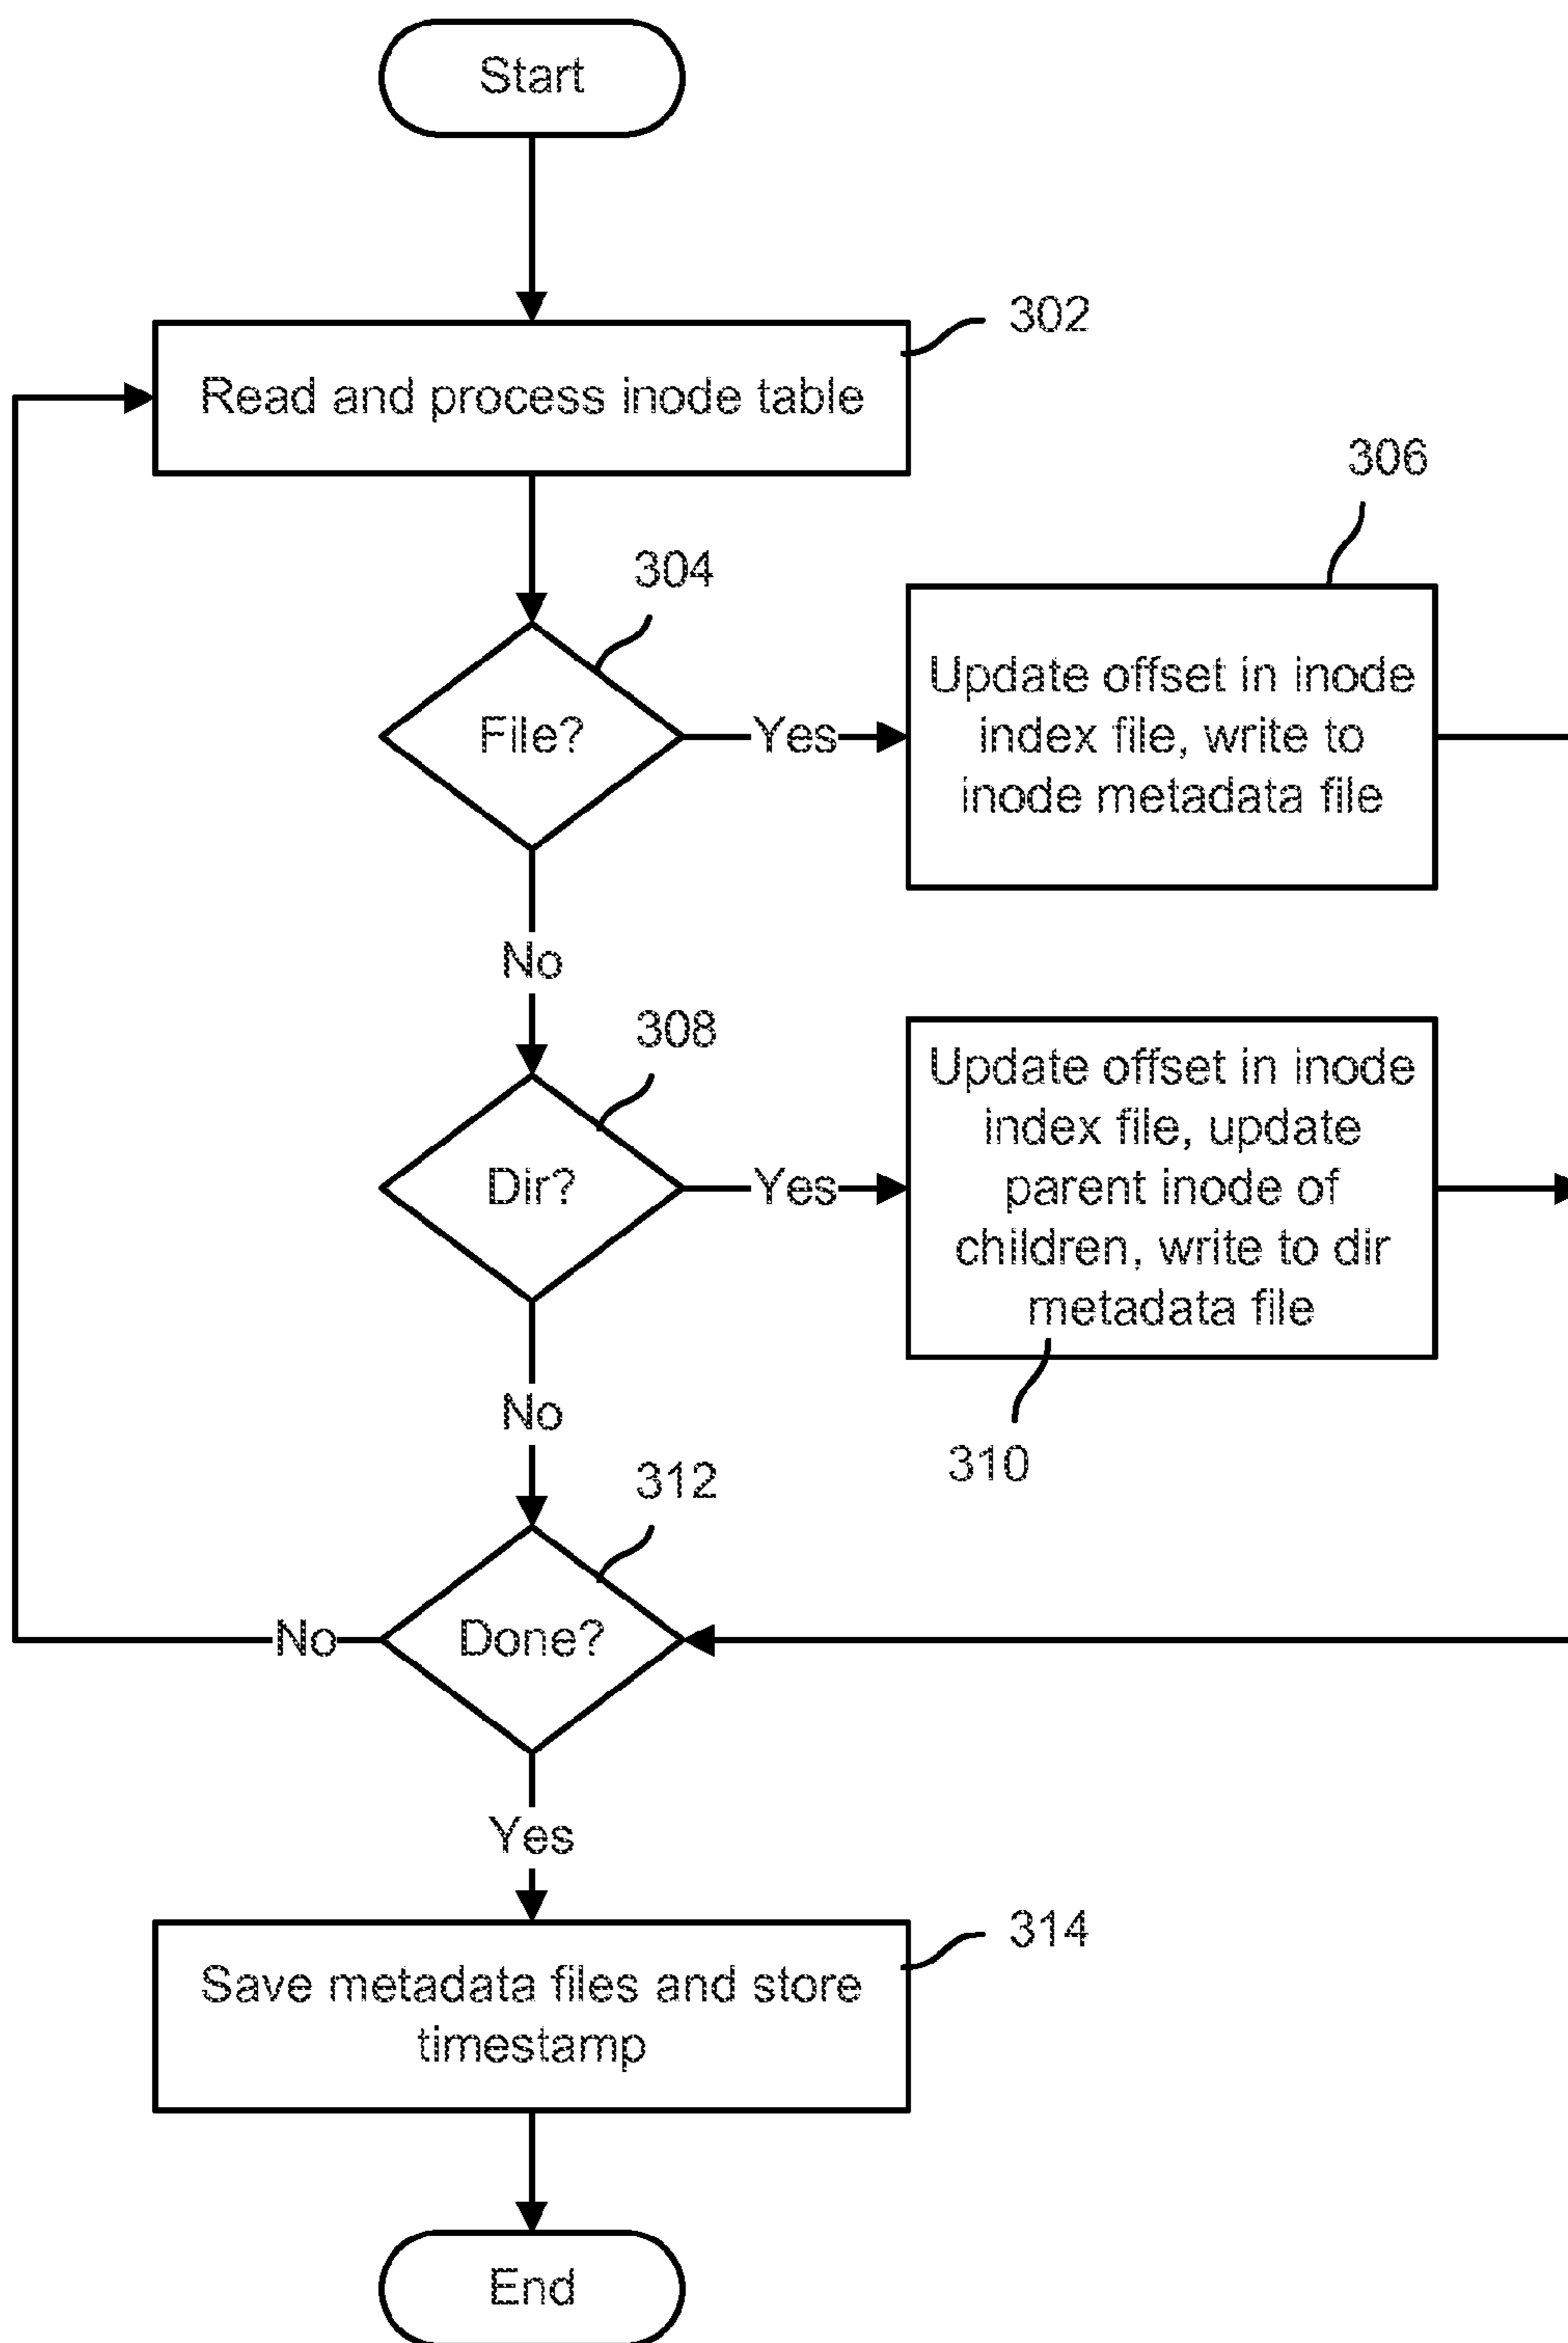 Start
302
Read and process inode table
306
304
Update offset in inode
index file, write to
inode metadata file
File?
Yes
No
308
Update offset in inode
index file, update
parent inode of
children, write to dir
metadata file
Dir?
Yes
No
310
312
Done?
No
Yes
314
Save metadata files and store
timestamp
End